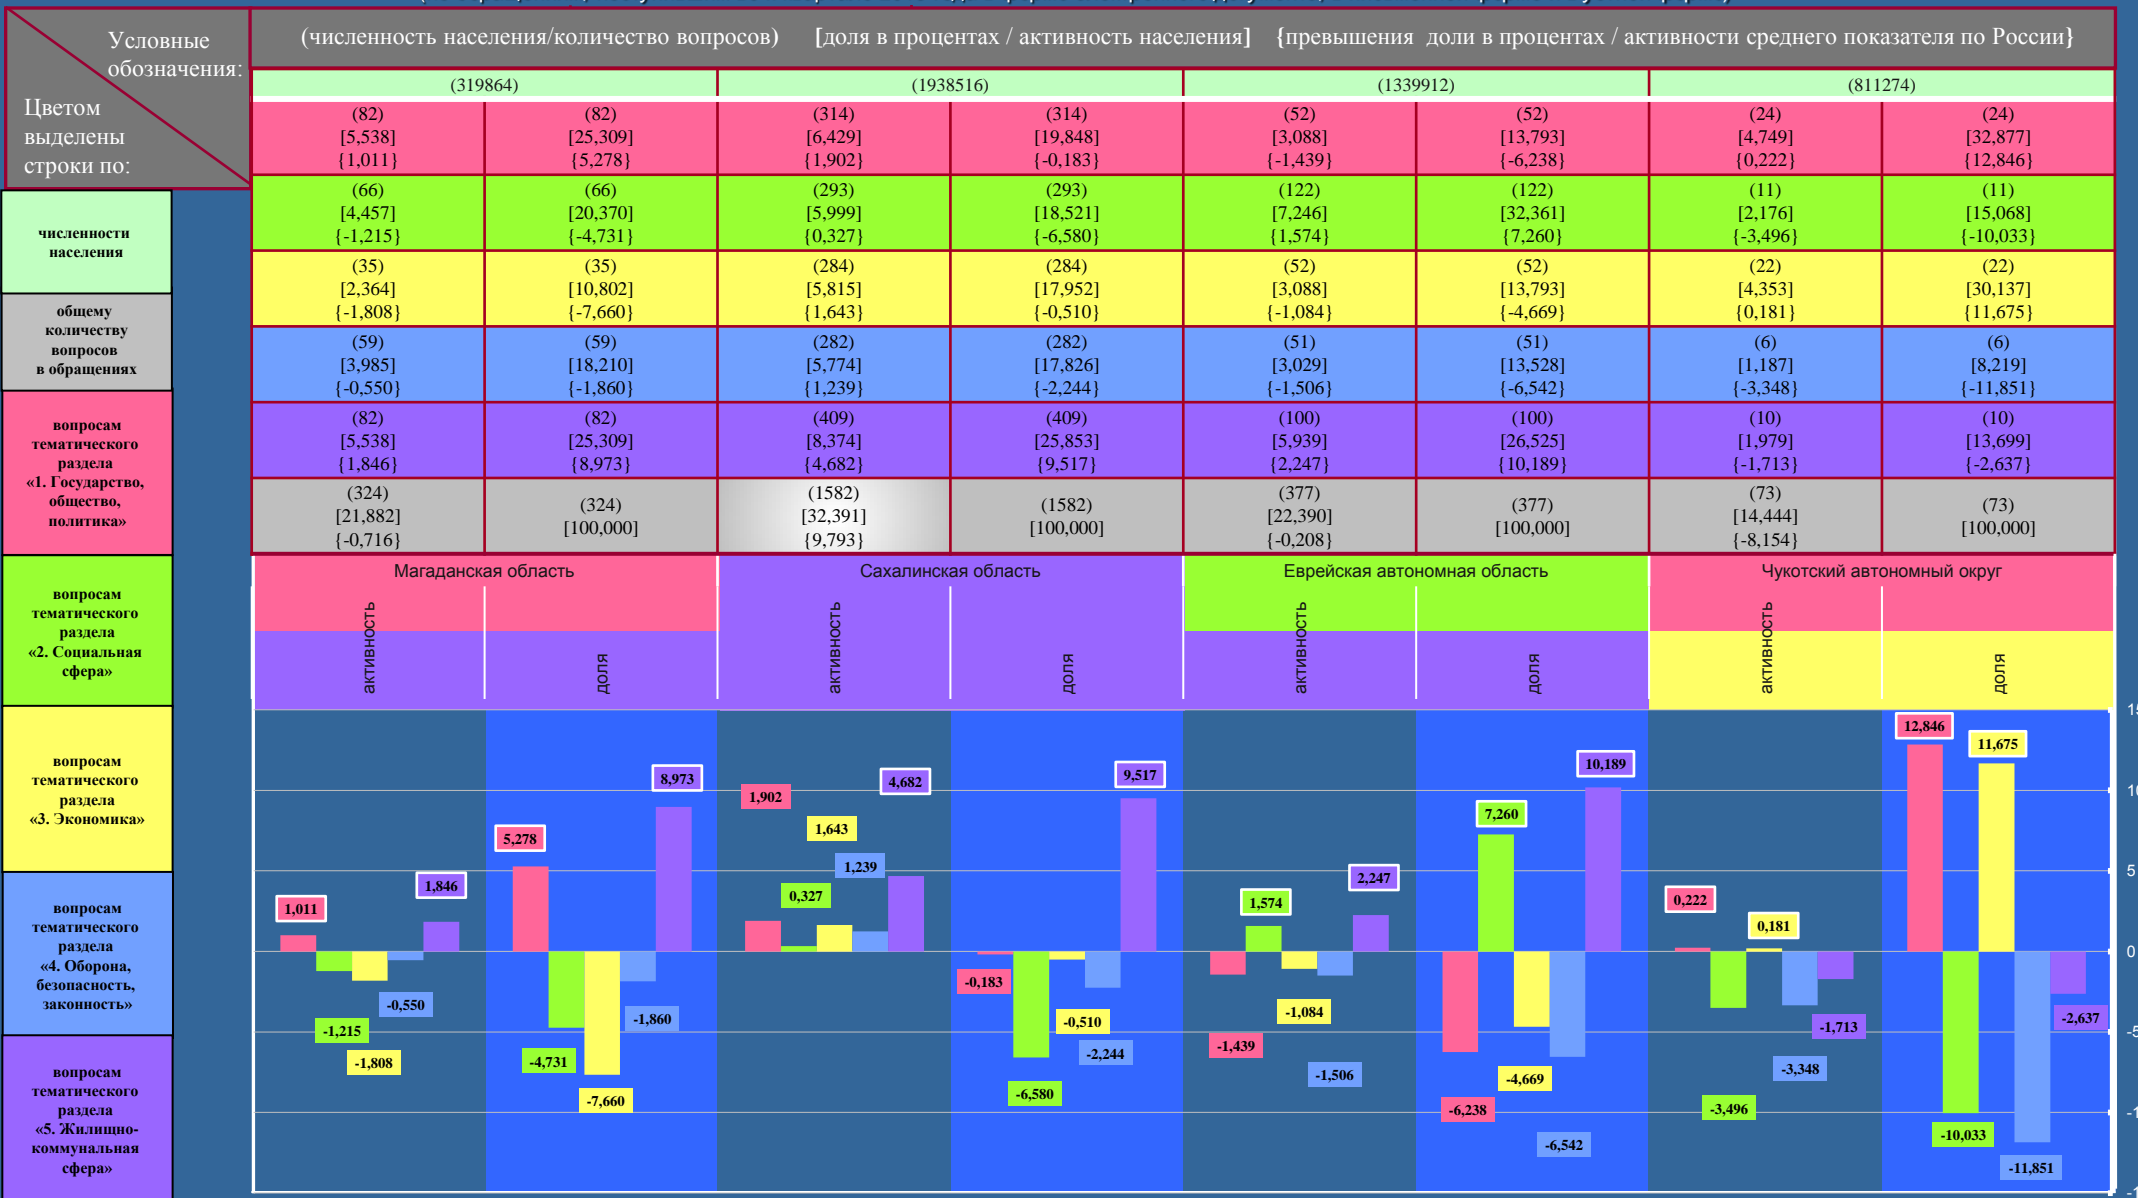 Условные
обозначения:
Цветом
выделены
строки по:
(численность населения/количество вопросов) [доля в процентах / активность населения] {превышения доли в процентах / активности среднего показателя по России}
(319864) (1938516) (1339912) (811274)
(82) (82) (314) (314) (52) (52) (24) (24)
[5,538] [25,309] [6,429] [19,848] [3,088] [13,793] [4,749] [32,877]
{1,011} {5,278} {1,902} {-0,183} {-1,439} {-6,238} {0,222} {12,846}
(66) (66) (293) (293) (122) (122) (11) (11)
[4,457] [20,370] [5,999] [18,521] [7,246] [32,361] [2,176] [15,068]
{-1,215} {-4,731} {0,327} {-6,580} {1,574} {7,260} {-3,496} {-10,033}
(35) (35) (284) (284) (52) (52) (22) (22)
[2,364] [10,802] [5,815] [17,952] [3,088] [13,793] [4,353] [30,137]
{-1,808} {-7,660} {1,643} {-0,510} {-1,084} {-4,669} {0,181} {11,675}
(59) (59) (282) (282) (51) (51) (6) (6)
[3,985] [18,210] [5,774] [17,826] [3,029] [13,528] [1,187] [8,219]
{-0,550} {-1,860} {1,239} {-2,244} {-1,506} {-6,542} {-3,348} {-11,851}
(82) (82) (409) (409) (100) (100) (10) (10)
[5,538] [25,309] [8,374] [25,853] [5,939] [26,525] [1,979] [13,699]
{1,846} {8,973} {4,682} {9,517} {2,247} {10,189} {-1,713} {-2,637}
(324) (324) (1582) (1582) (377) (377) (73) (73)
[21,882] [100,000] [32,391] [100,000] [22,390] [100,000] [14,444] [100,000]
{-0,716} {9,793} {-0,208} {-8,154}
численности
населения
общему
количеству
вопросов
в обращениях
вопросам
тематического
раздела
«1. Государство,
общество,
политика»
вопросам
тематического
раздела
«2. Социальная
сфера»
вопросам
тематического
раздела
«3. Экономика»
вопросам
тематического
раздела
«4. Оборона,
безопасность,
законность»
вопросам
тематического
раздела
«5. Жилищно-
коммунальная
сфера»
Магаданская область Сахалинская область Еврейская автономная область Чукотский автономный округ
активность доля активность доля активность доля активность доля
1,011
-1,215
-1,808
-0,550
1,846
5,278
-4,731
-7,660
-1,860
8,973
1,902
0,327
1,643
1,239
4,682
-0,183
-6,580
-0,510
-2,244
9,517
-1,439
1,574
-1,084
-1,506
2,247
-6,238
7,260
-4,669
-6,542
10,189
0,222
-3,496
0,181
-3,348
-1,713
12,846
-10,033
11,675
-11,851
-2,637
5
0